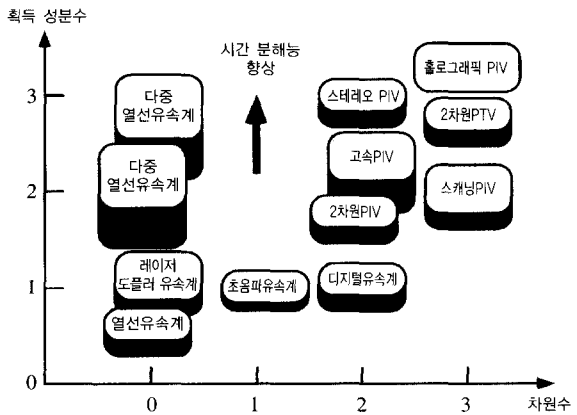 획득 성분수
시간 분해능
향상
홀로그래픽 PIV
다중
열선유속계
스테레오 PIV
2차원PTV
3
고속PIV
다중
열선유속계
스캐닝PIV
2
2차원PIV
레이저
도플러 유속계
초음파유속계
디지털유속계
1
열선유속계
0
0
1
2
3
차원수